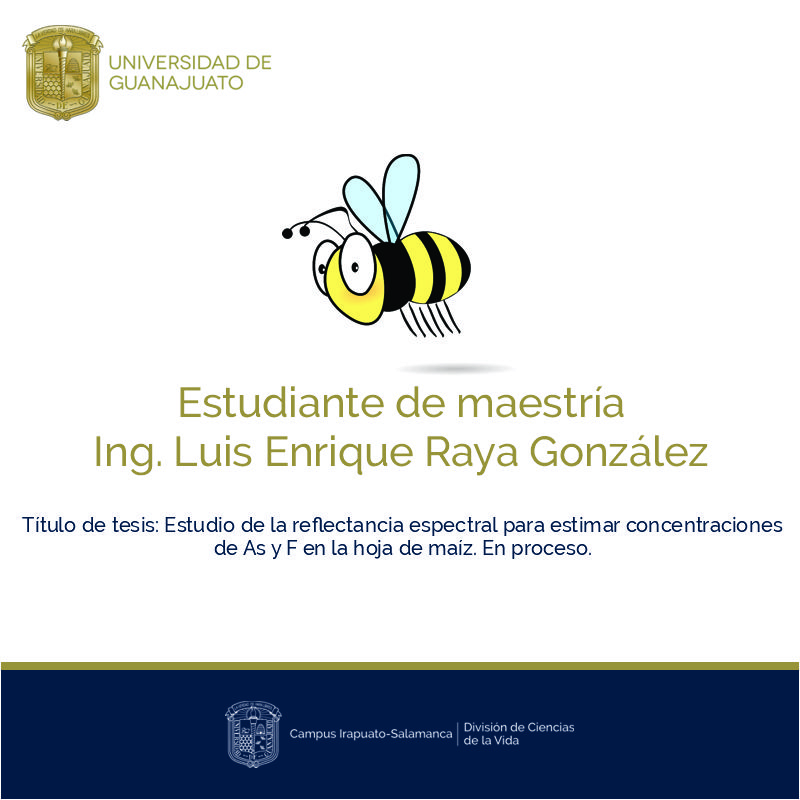 UNIVERSIDAD DE
GUANAJUATO
Estudiante de maestría
Ing. Luis Enrique Raya González
Título de tesis: Estudio de la reflectancia espectral para estimar concentraciones
de As y F en la hoja de maíz. En proceso.
Campus Irapuato-Salamanca
División de Ciencias
de la Vida